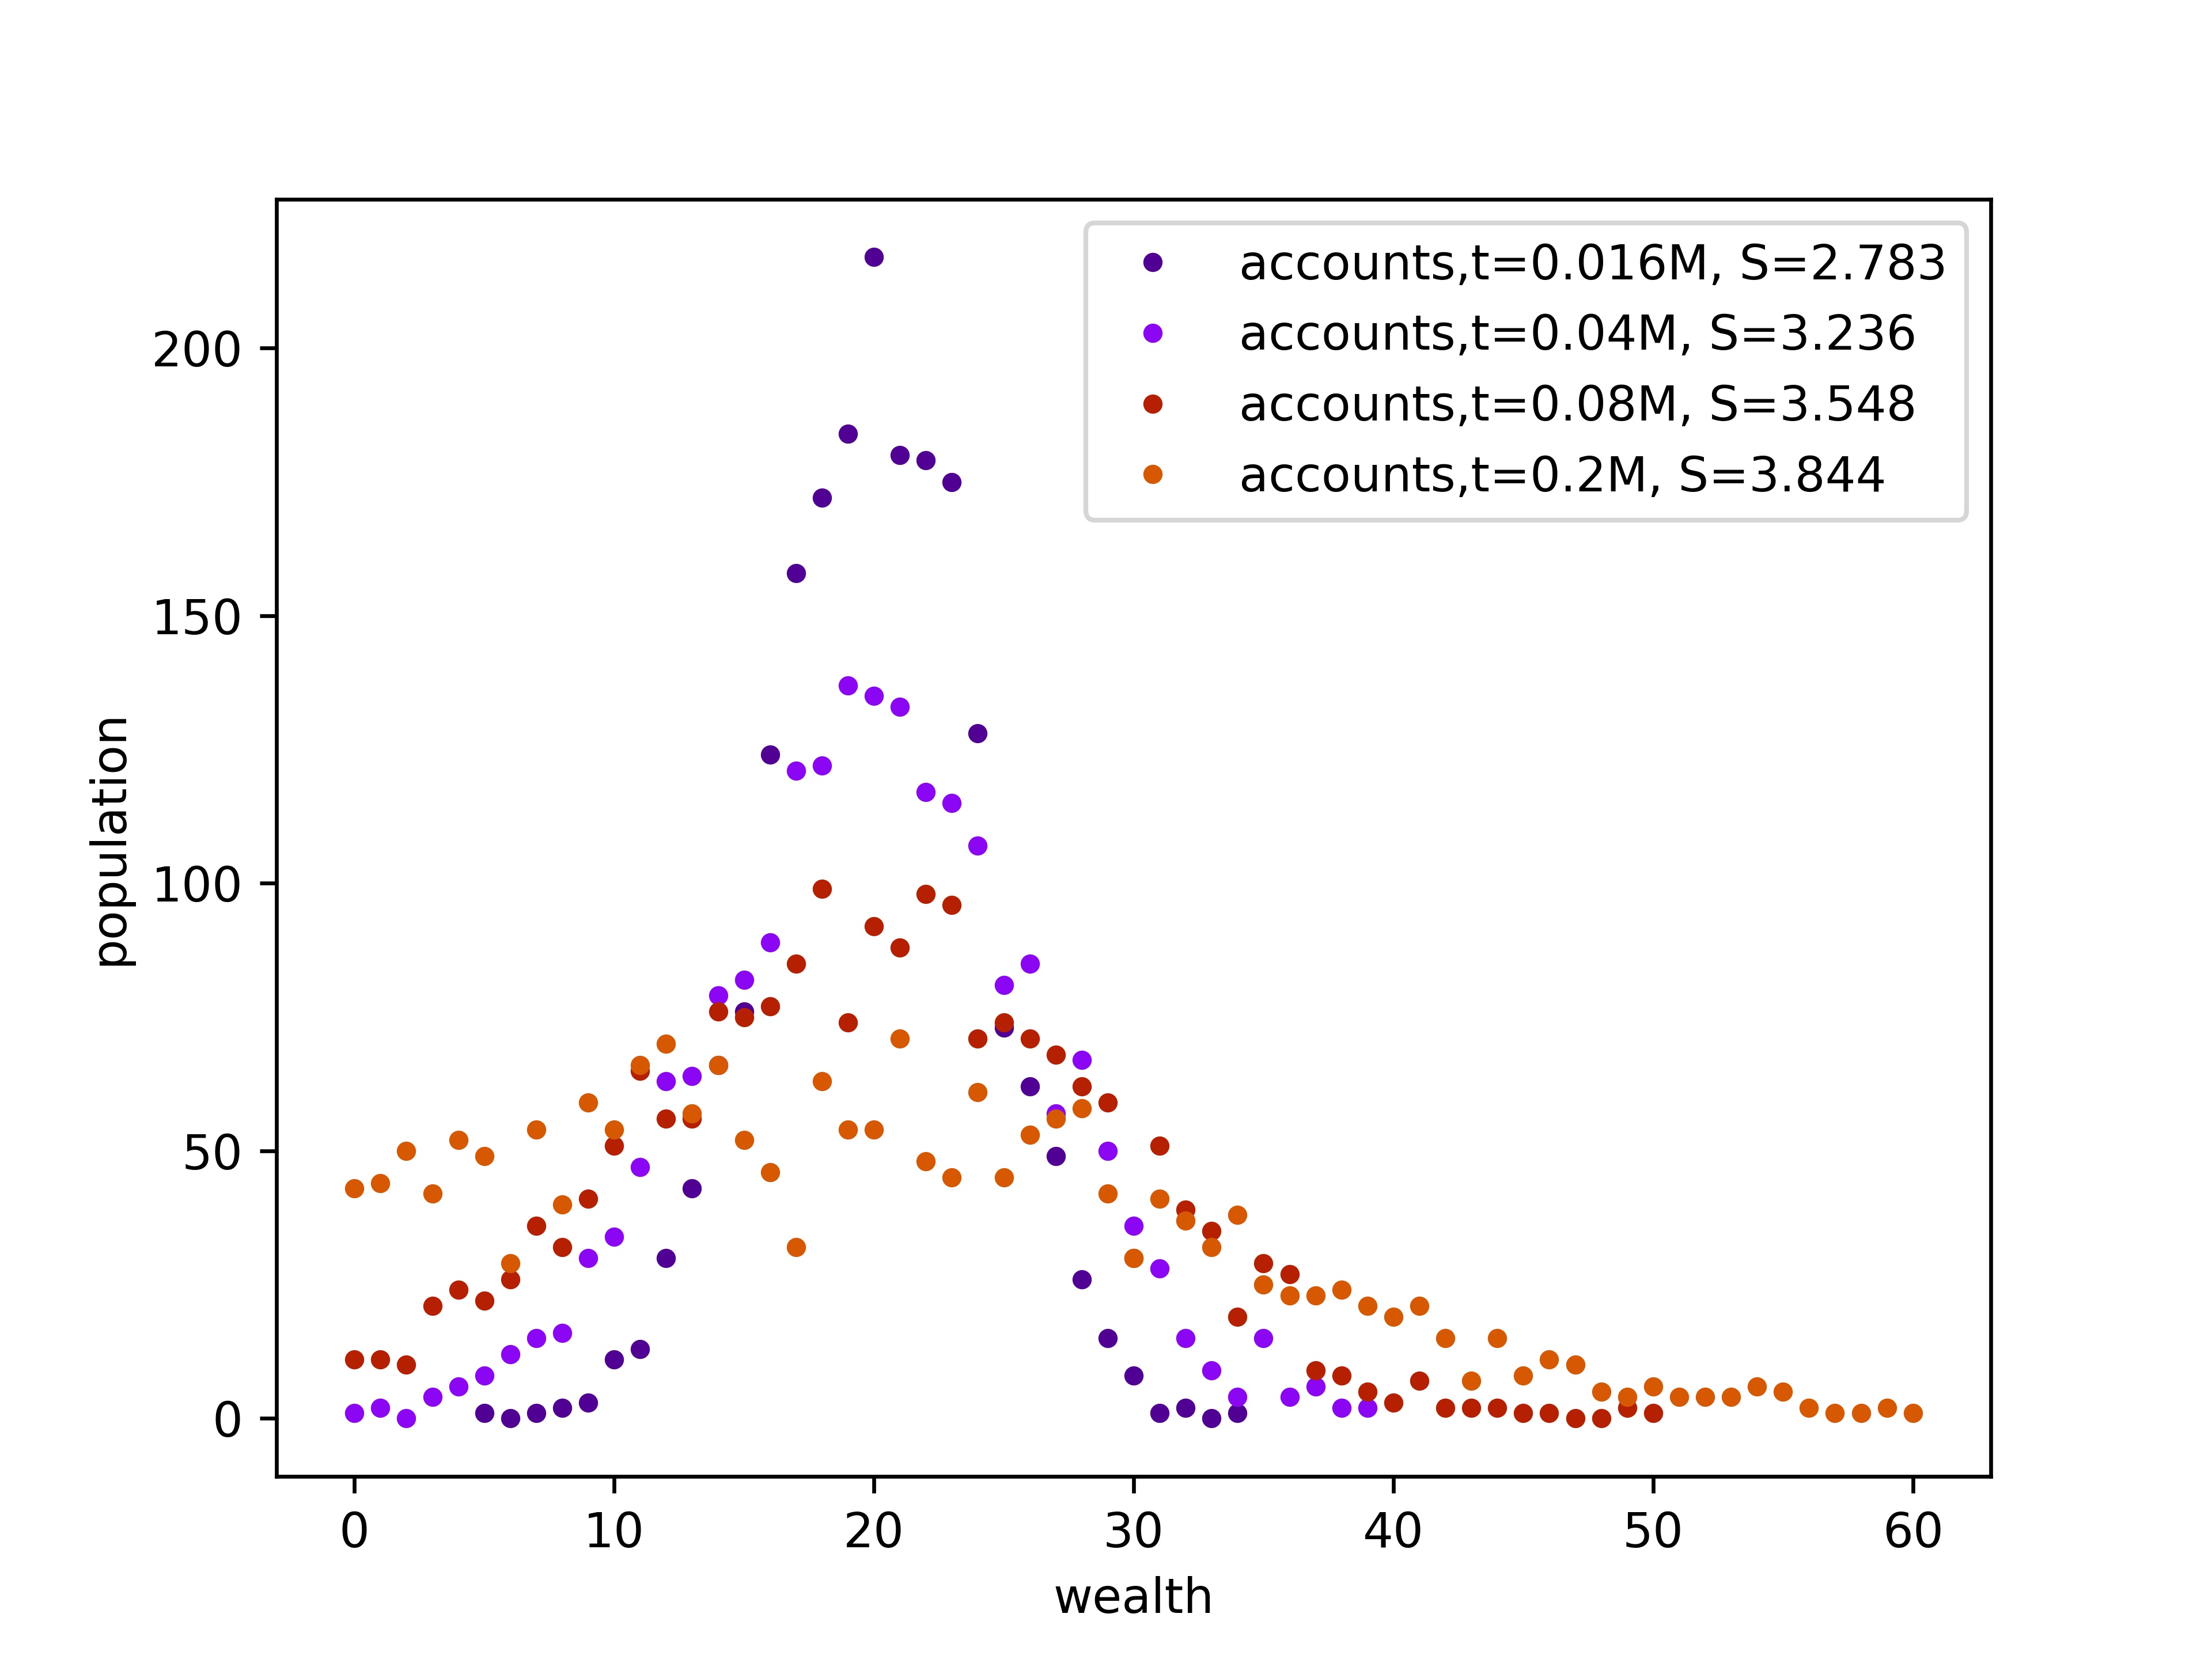 accounts,t=0.016M, S=2.783
accounts,t=0.04M, S=3.236
accounts,t=0.08M, S=3.548
accounts,t=0.2M, S=3.844
200
150
100
50
0
population
0 10 20 30 40 50 60
wealth